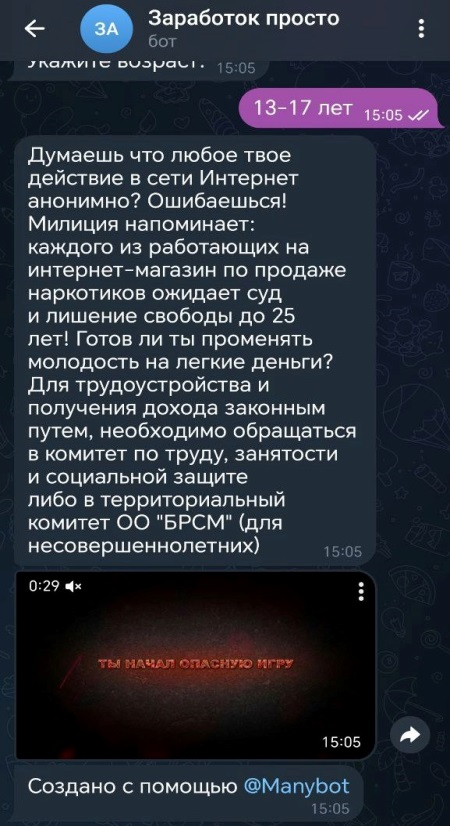 Заработок просто
ЗА
бот
Укажите возраст. 15:05
13-17 лет 15:05
Думаешь что любое твое
действие в сети Интернет
анонимно? Ошибаешься!
Милиция напоминает:
каждого из работающих на
интернет-магазин по продаже
наркотиков ожидает суд
и лишение свободы до 25
лет! Готов ли ты променять
молодость на легкие деньги?
Для трудоустройства и
получения дохода законным
путем, необходимо обращаться
в комитет по труду, занятости
и социальной защите
либо в территориальный
комитет ОО "БРСМ" (для
несовершеннолетних) 15:05
0:29
ТЫ НАЧАЛ ОПАСНУЮ ИГРУ
15:05
Создано с помощью @Manybot
15:05